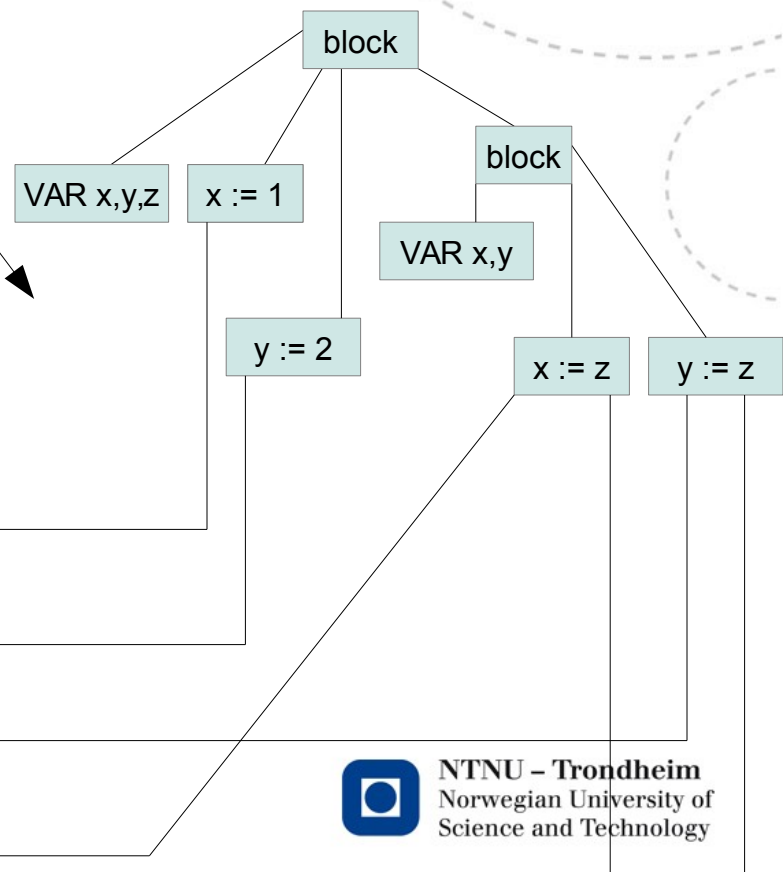 block
block
VAR x,y,z
x := 1
VAR x,y
y := 2
x := z
y := z
NTNU – Trondheim
Norwegian University of
Science and Technology